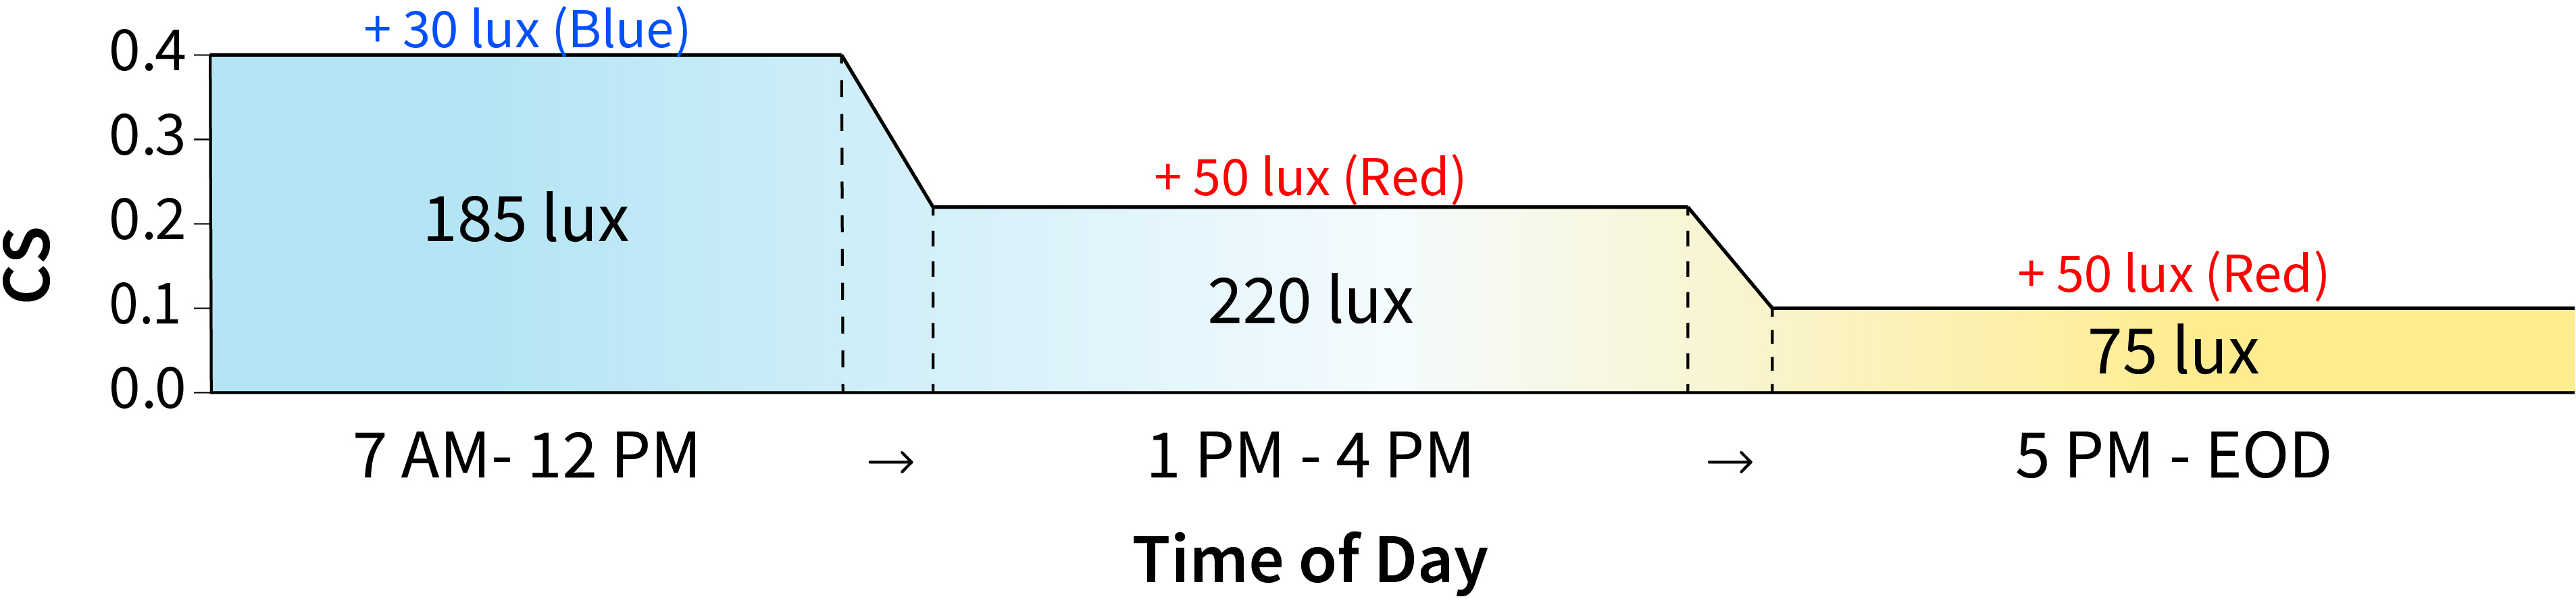 + 30 lux (Blue)
0.4
0.3
0.2
0.1
0.0
CS
185 lux
+ 50 lux (Red)
220 lux
+ 50 lux (Red)
75 lux
7 AM- 12 PM → 1 PM - 4 PM → 5 PM - EOD
Time of Day